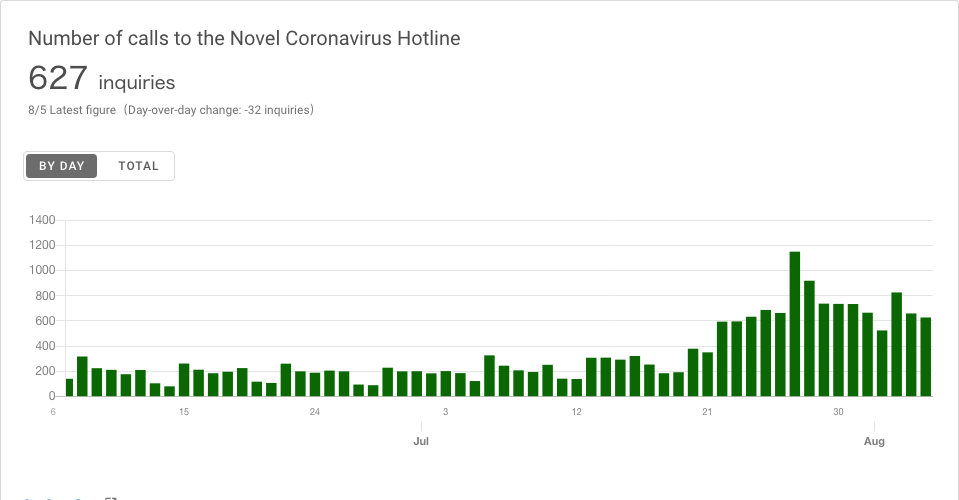 Number of calls to the Novel Coronavirus Hotline
627 inquiries
8/5 Latest figure（Day-over-day change: -32 inquiries）
BY DAY TOTAL
1400
1200
1000
800
600
400
200
0
6 15 24 3 12 21 30
Jul Aug